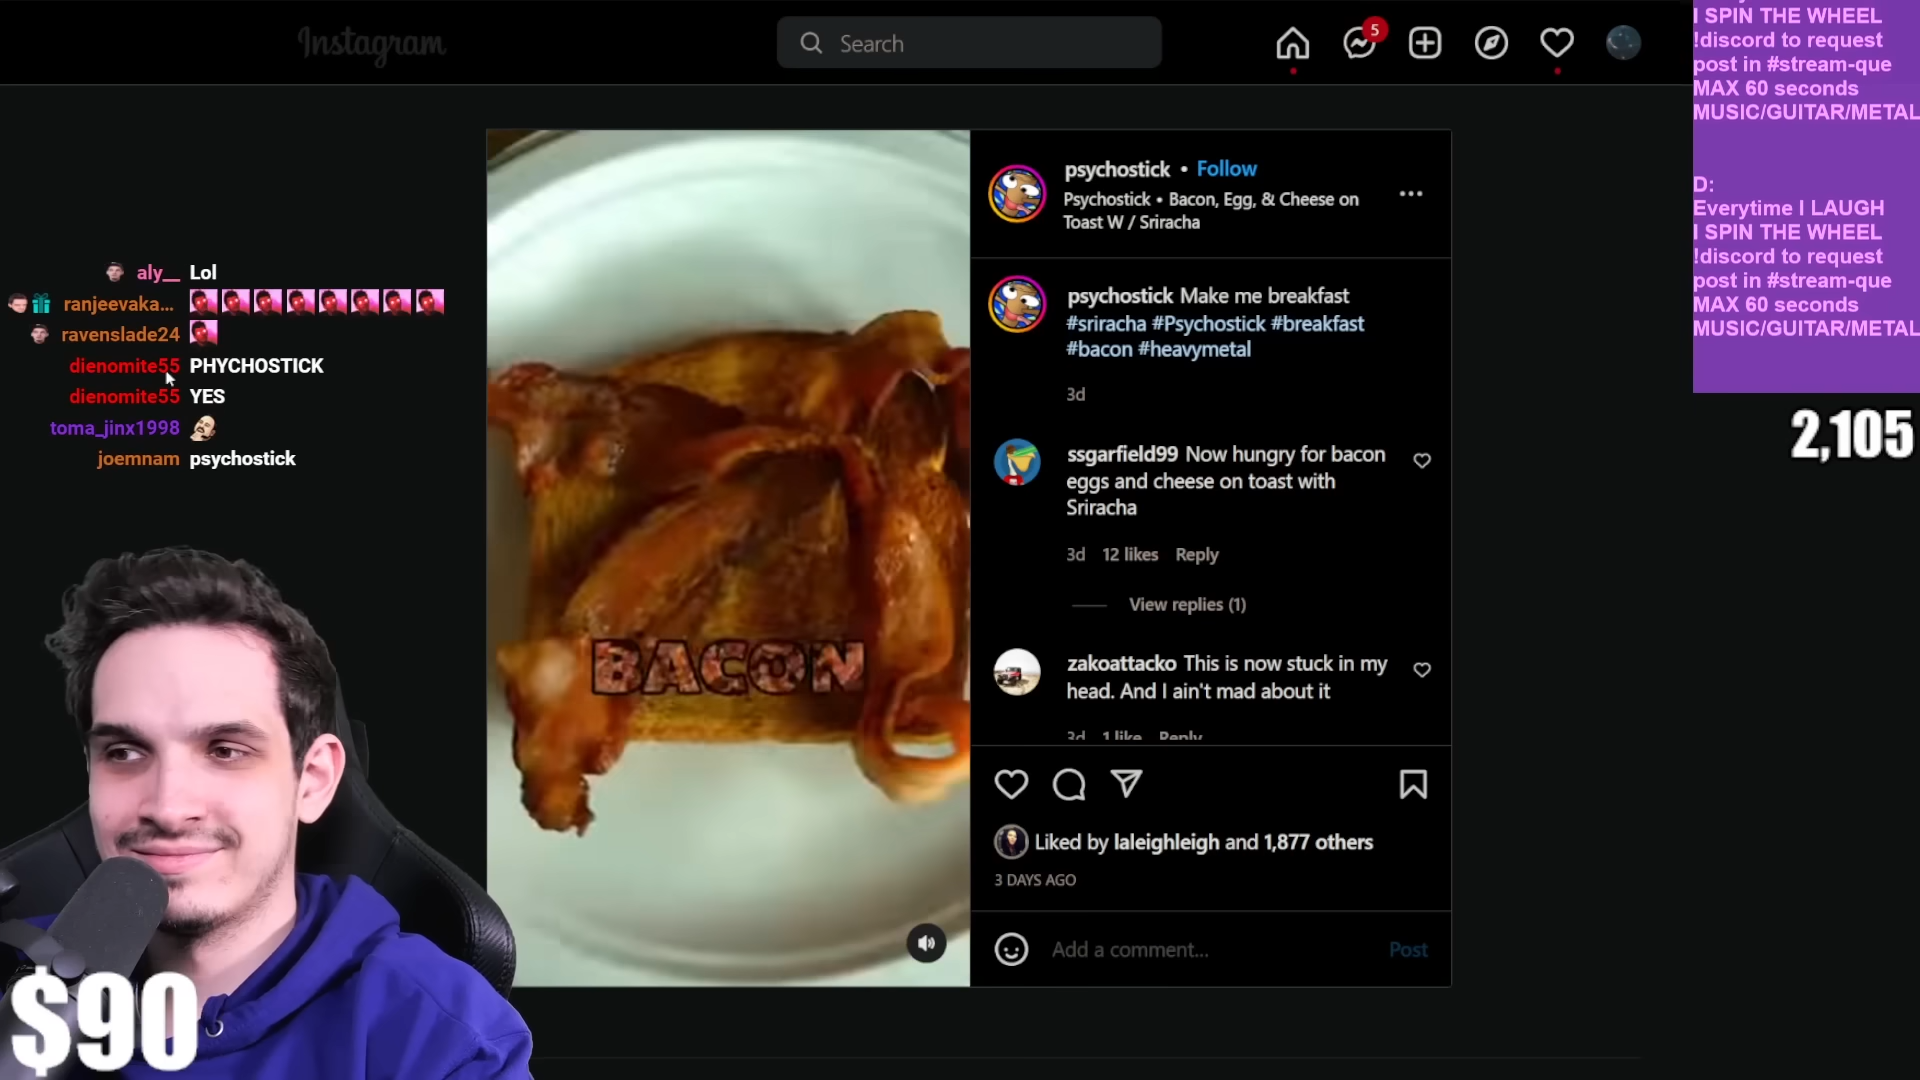 Instagram
Search
5
I SPIN THE WHEEL
!discord to request
post in #stream-que
MAX 60 seconds
MUSIC/GUITAR/METAL
D:
Everytime I LAUGH
I SPIN THE WHEEL
!discord to request
post in #stream-que
MAX 60 seconds
MUSIC/GUITAR/METAL
2,105
aly__ Lol
ranjeevaka...
ravenslade24
dienomite55 PHYCHOSTICK
dienomite55 YES
toma_jinx1998
joemnam psychostick
$90
BACON
psychostick • Follow
Psychostick • Bacon, Egg, & Cheese on
Toast W / Sriracha
psychostick Make me breakfast
#sriracha #Psychostick #breakfast
#bacon #heavymetal
3d
ssgarfield99 Now hungry for bacon
eggs and cheese on toast with
Sriracha
3d 12 likes Reply
View replies (1)
zakoattacko This is now stuck in my
head. And I ain't mad about it
3d 1 like Reply
Liked by laleighleigh and 1,877 others
3 DAYS AGO
Add a comment... Post